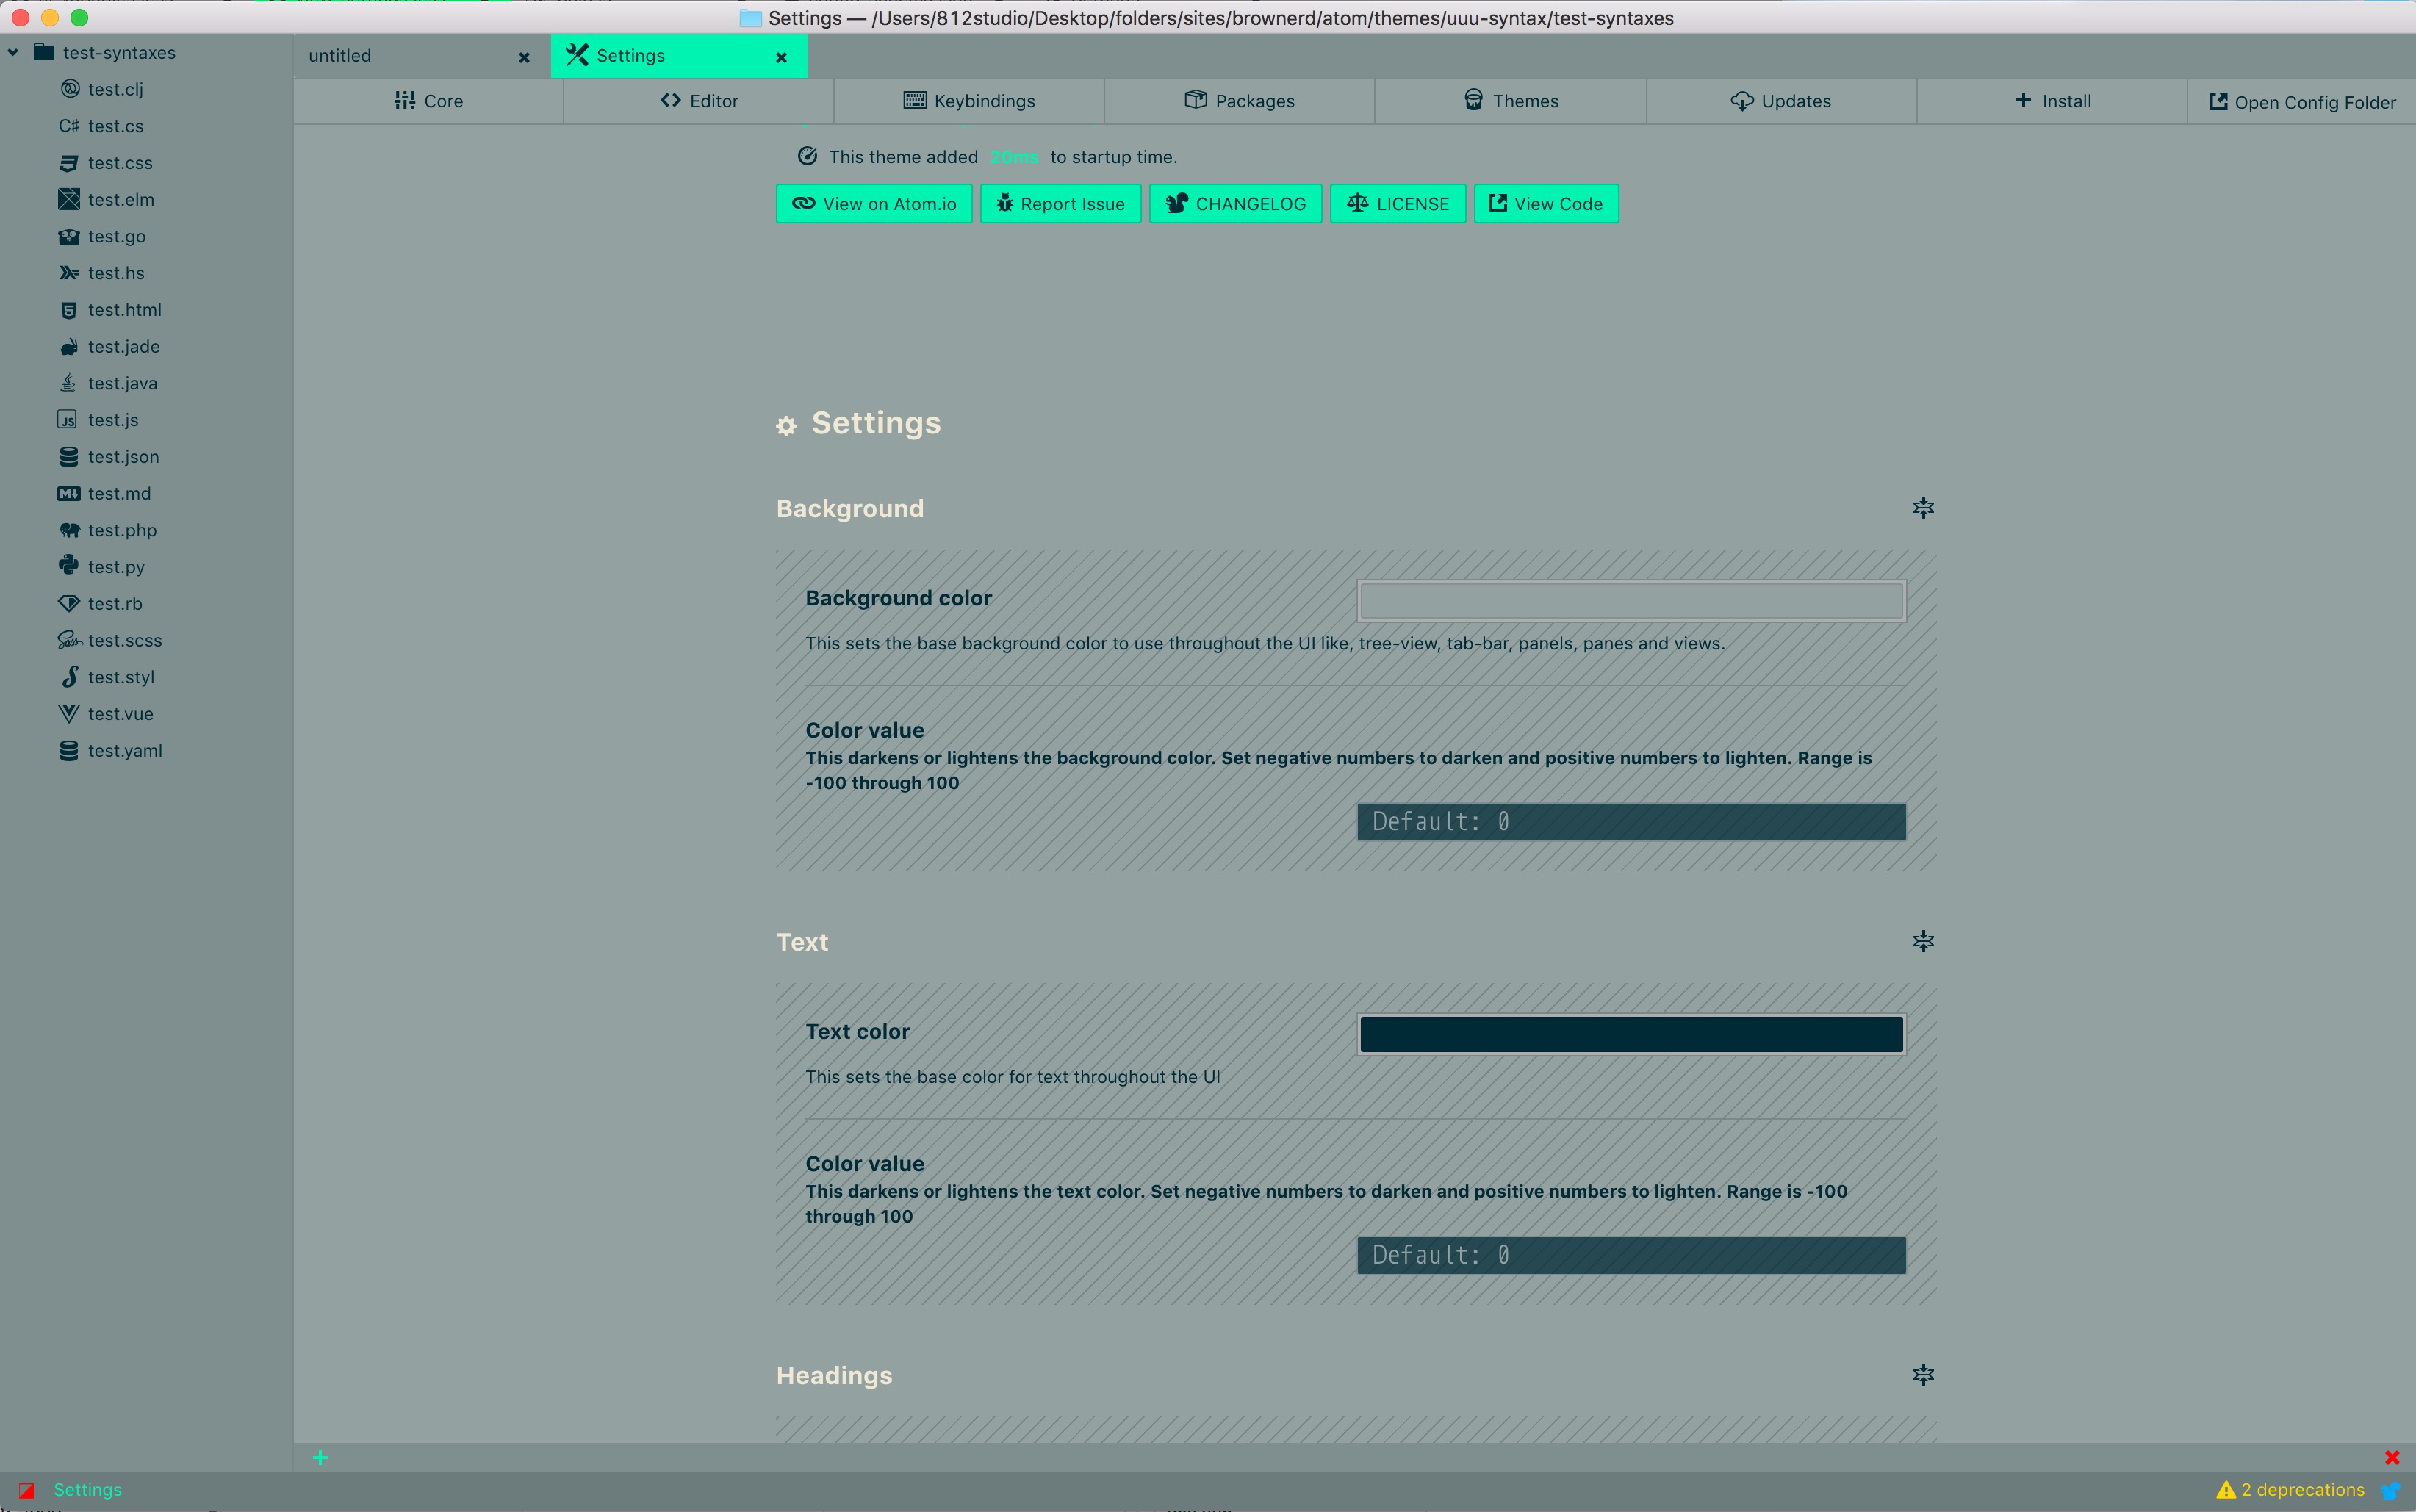 Settings — /Users/812studio/Desktop/folders/sites/brownerd/atom/themes/uuu-syntax/test-syntaxes
test-syntaxes
test.clj
C# test.cs
test.css
test.elm
test.go
test.hs
test.html
test.jade
test.java
JS test.js
test.json
M test.md
test.php
test.py
test.rb
Sass test.scss
test.styl
test.vue
test.yaml
untitled
Settings
Core
Editor
Keybindings
Packages
Themes
Updates
Install
Open Config Folder
This theme added 20ms to startup time.
View on Atom.io
Report Issue
CHANGELOG
LICENSE
View Code
Settings
Background
Background color
This sets the base background color to use throughout the UI like, tree-view, tab-bar, panels, panes and views.
Color value
This darkens or lightens the background color. Set negative numbers to darken and positive numbers to lighten. Range is
-100 through 100
Default: 0
Text
Text color
This sets the base color for text throughout the UI
Color value
This darkens or lightens the text color. Set negative numbers to darken and positive numbers to lighten. Range is -100
through 100
Default: 0
Headings
Settings
2 deprecations